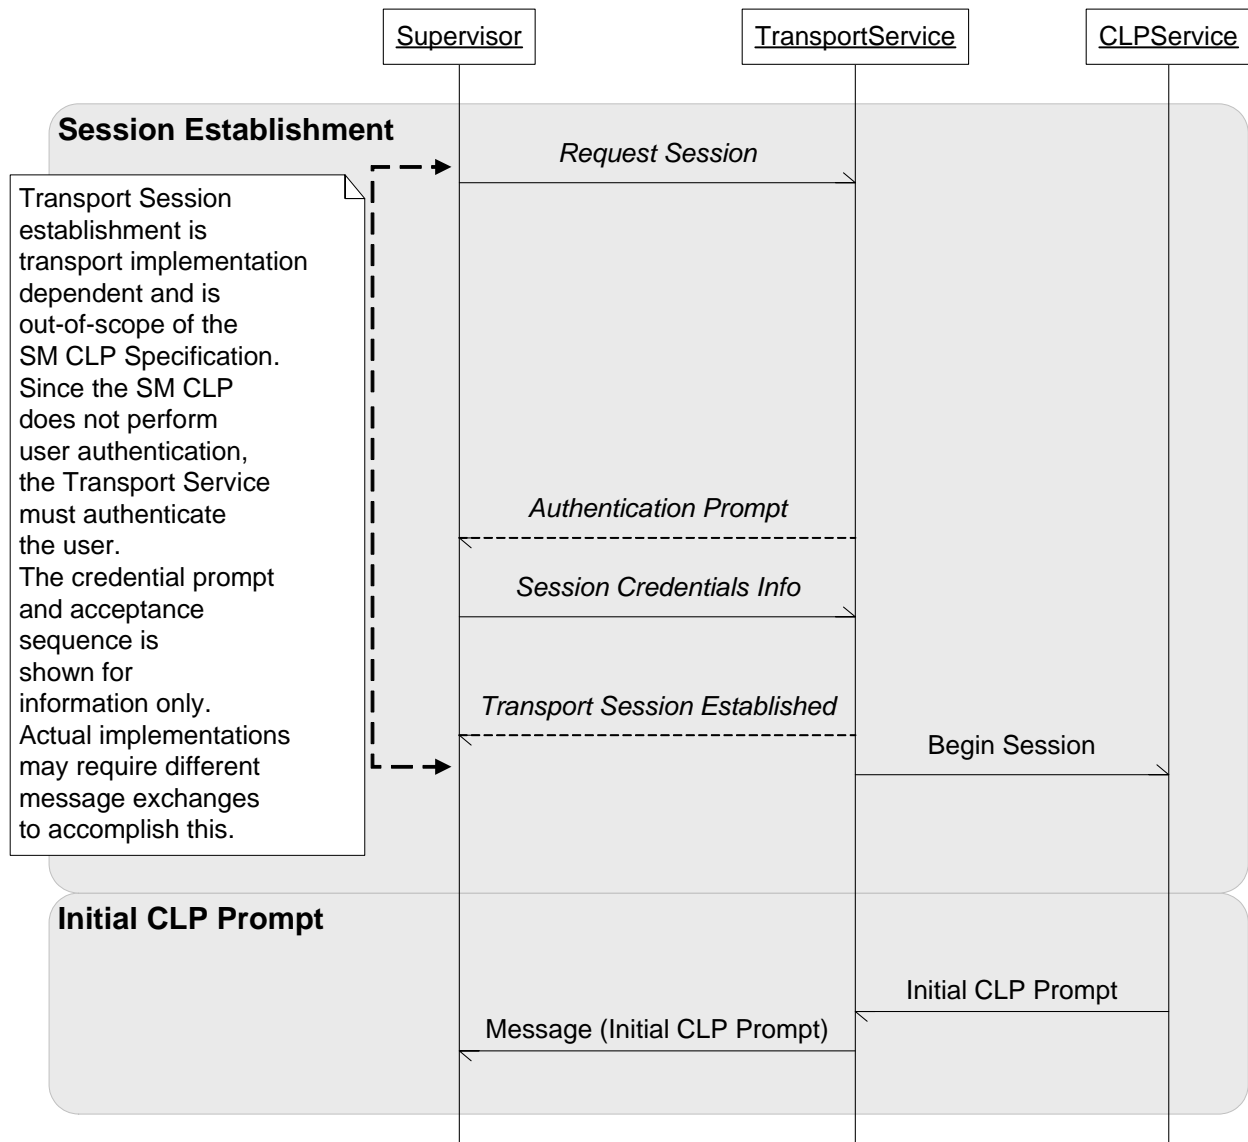 Supervisor
TransportService
CLPService
Session Establishment
Request Session
Transport Session
establishment is
transport implementation
dependent and is
out-of-scope of the
SM CLP Specification.
Since the SM CLP
does not perform
user authentication,
the Transport Service
must authenticate
the user.
The credential prompt
and acceptance
sequence is
shown for
information only.
Actual implementations
may require different
message exchanges
to accomplish this.
Authentication Prompt
Session Credentials Info
Transport Session Established
Begin Session
Initial CLP Prompt
Initial CLP Prompt
Message (Initial CLP Prompt)